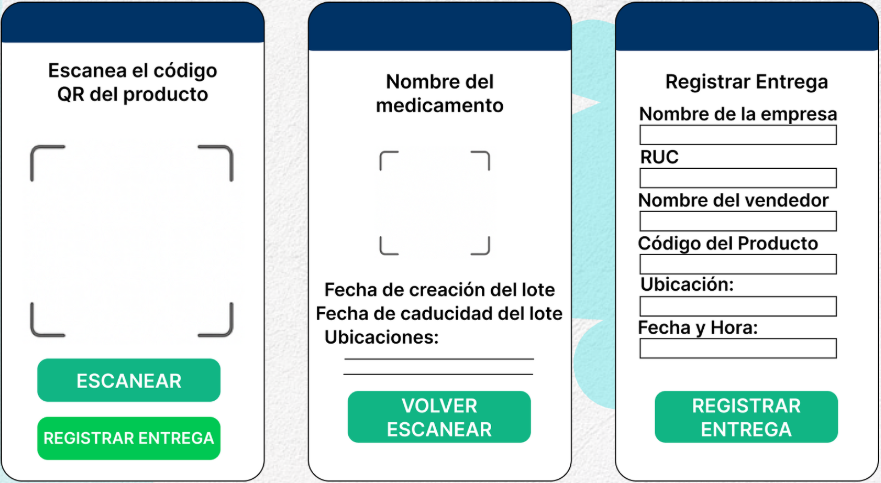 Escanea el código
QR del producto
ESCANEAR
REGISTRAR ENTREGA
Nombre del
medicamento
Fecha de creación del lote
Fecha de caducidad del lote
Ubicaciones:
VOLVER
ESCANEAR
Registrar Entrega
Nombre de la empresa
RUC
Nombre del vendedor
Código del Producto
Ubicación:
Fecha y Hora:
REGISTRAR
ENTREGA